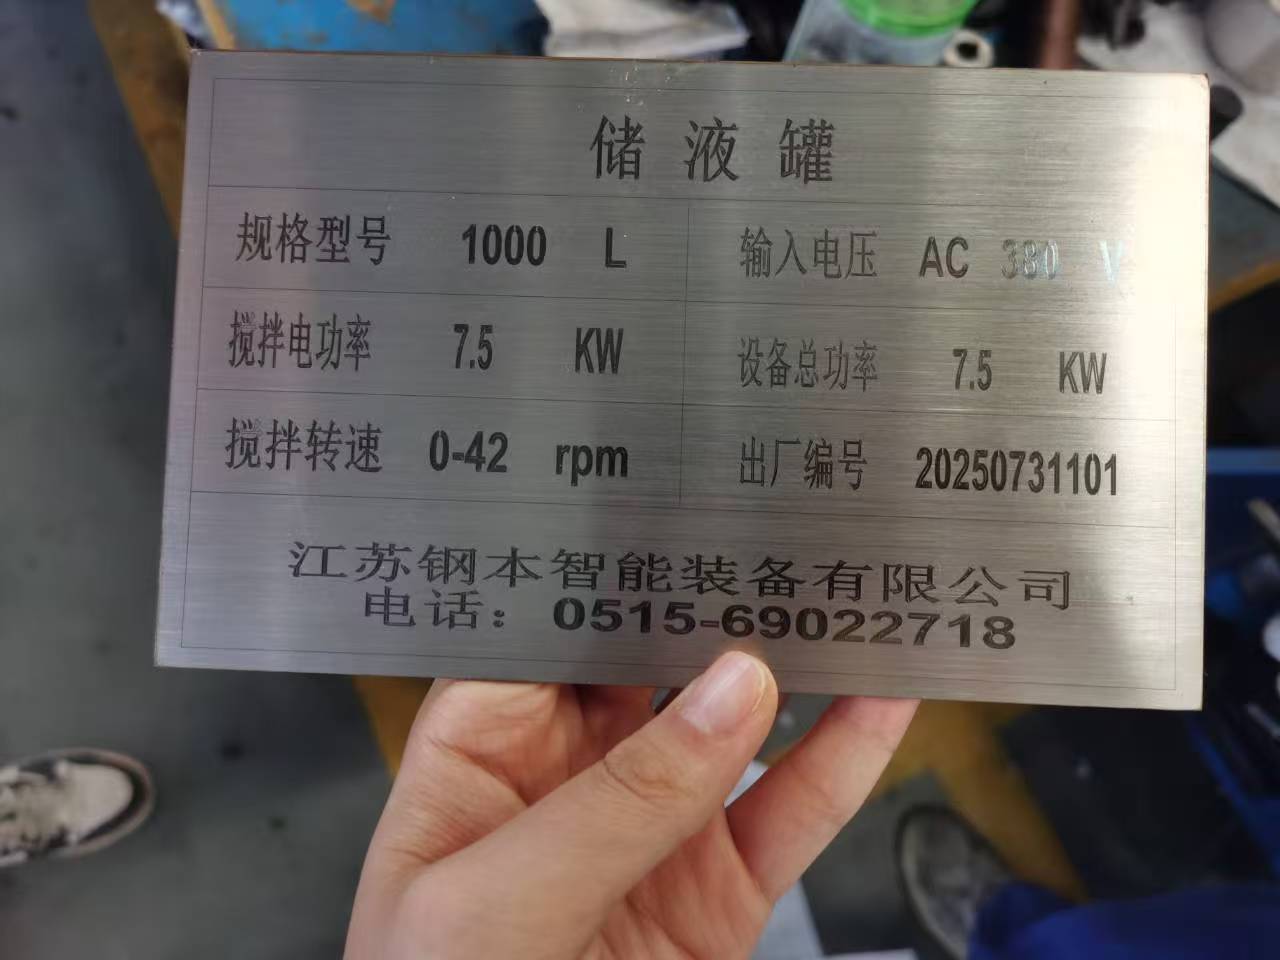 储液罐
规格型号 1000 L 输入电压 AC 380 V
搅拌电功率 7.5 KW 设备总功率 7.5 KW
搅拌转速 0-42 rpm 出厂编号 20250731101
江苏钢本智能装备有限公司
电话：0515-69022718